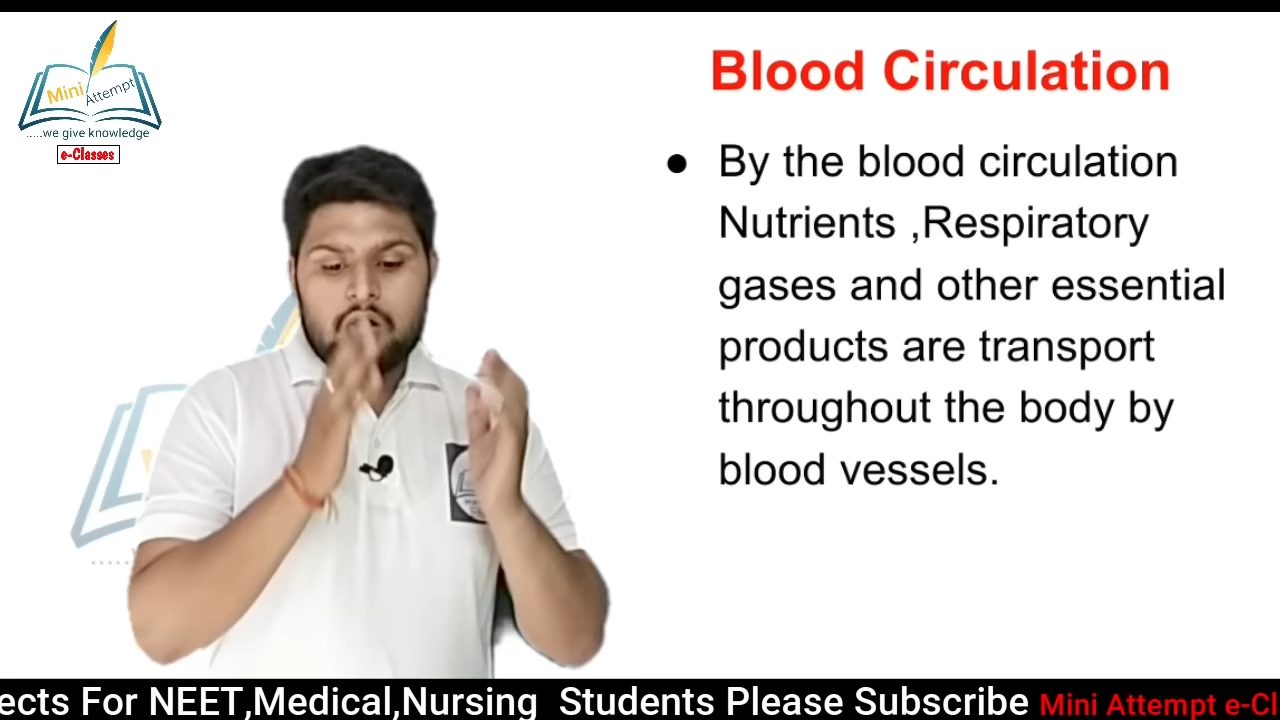 Mini Attempt
.....we give knowledge
e-Classes
Blood Circulation
● By the blood circulation
Nutrients ,Respiratory
gases and other essential
products are transport
throughout the body by
blood vessels.
ects For NEET,Medical,Nursing Students Please Subscribe Mini Attempt e-Cl